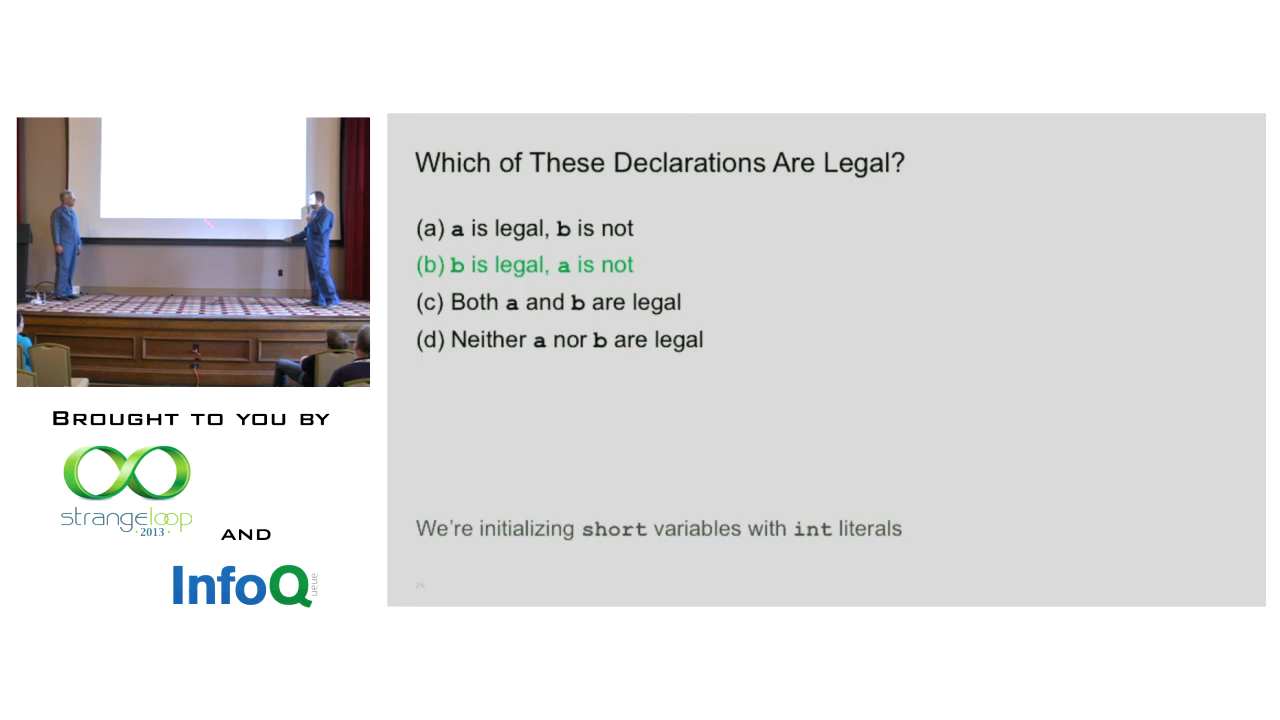 Which of These Declarations Are Legal?
(a) a is legal, b is not
(b) b is legal, a is not
(c) Both a and b are legal
(d) Neither a nor b are legal
We're initializing short variables with int literals
BROUGHT TO YOU BY
strangeloop
· 2013 ·
AND
InfoQ
ueue